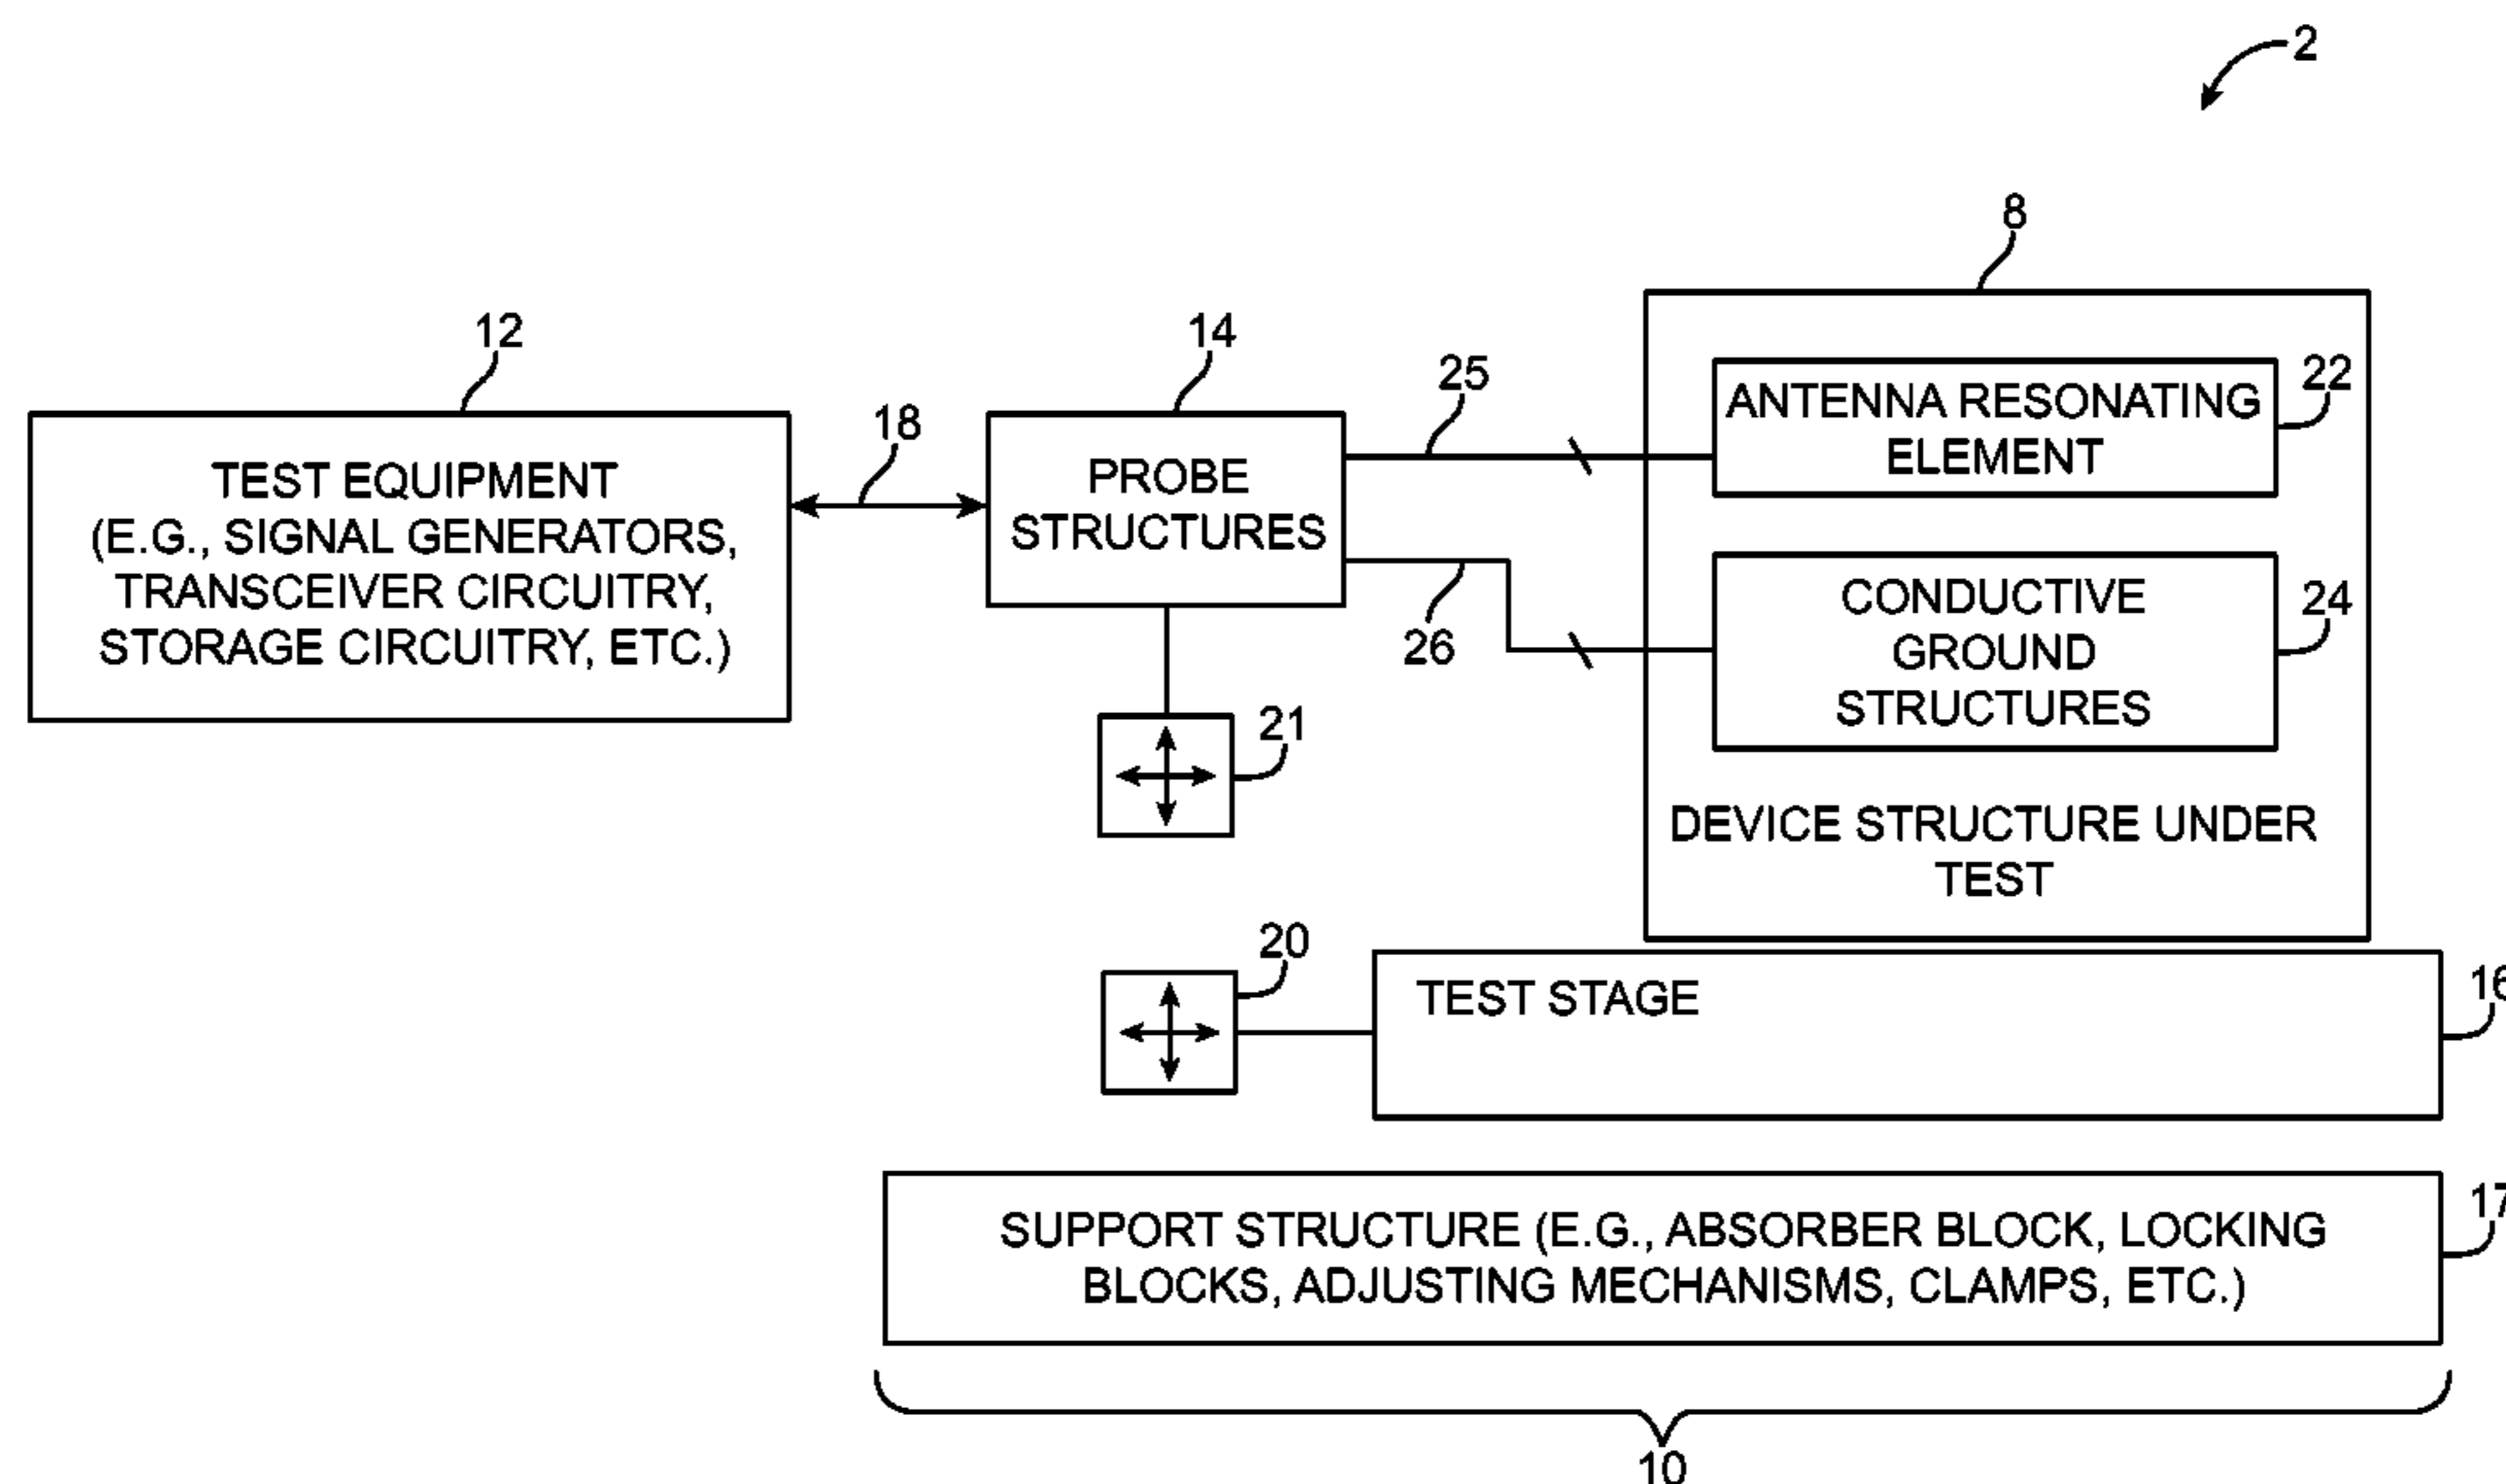 2
8
12
14
25
22
18
ANTENNA RESONATING
ELEMENT
TEST EQUIPMENT
(E.G., SIGNAL GENERATORS,
TRANSCEIVER CIRCUITRY,
STORAGE CIRCUITRY, ETC.)
PROBE
STRUCTURES
26
CONDUCTIVE
GROUND
STRUCTURES
24
21
DEVICE STRUCTURE UNDER
TEST
20
TEST STAGE
16
SUPPORT STRUCTURE (E.G., ABSORBER BLOCK, LOCKING
BLOCKS, ADJUSTING MECHANISMS, CLAMPS, ETC.)
17
10